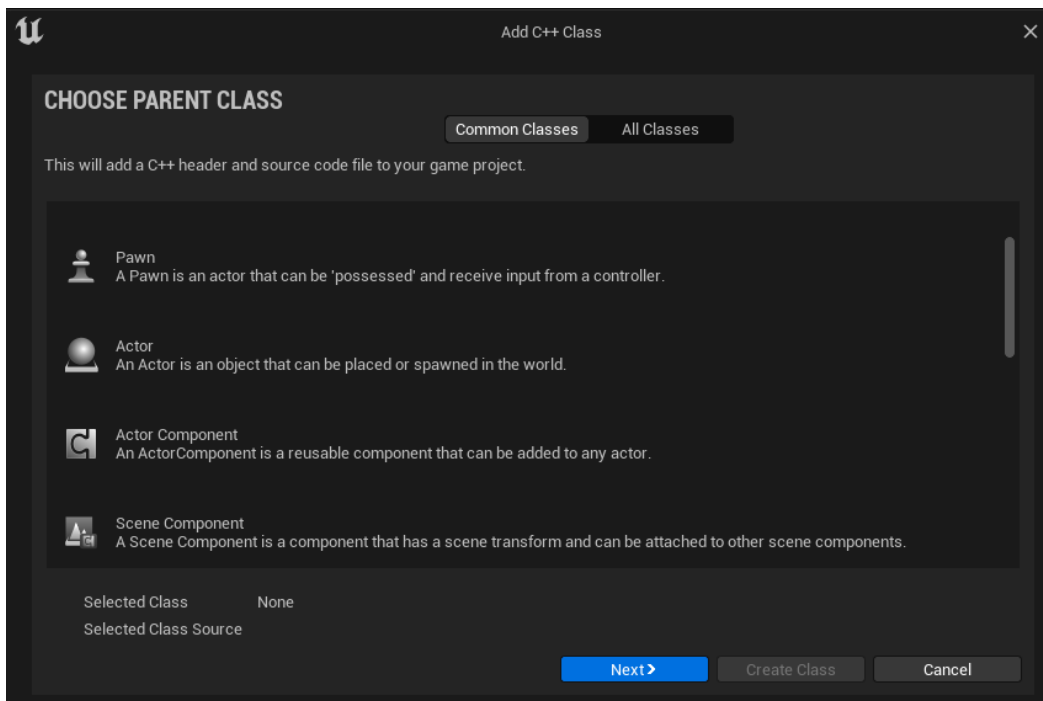 Add C++ Class
CHOOSE PARENT CLASS
Common Classes
All Classes
This will add a C++ header and source code file to your game project.
Pawn
A Pawn is an actor that can be 'possessed' and receive input from a controller.
Actor
An Actor is an object that can be placed or spawned in the world.
Actor Component
An ActorComponent is a reusable component that can be added to any actor.
Scene Component
A Scene Component is a component that has a scene transform and can be attached to other scene components.
Selected Class None
Selected Class Source
Next
Create Class
Cancel